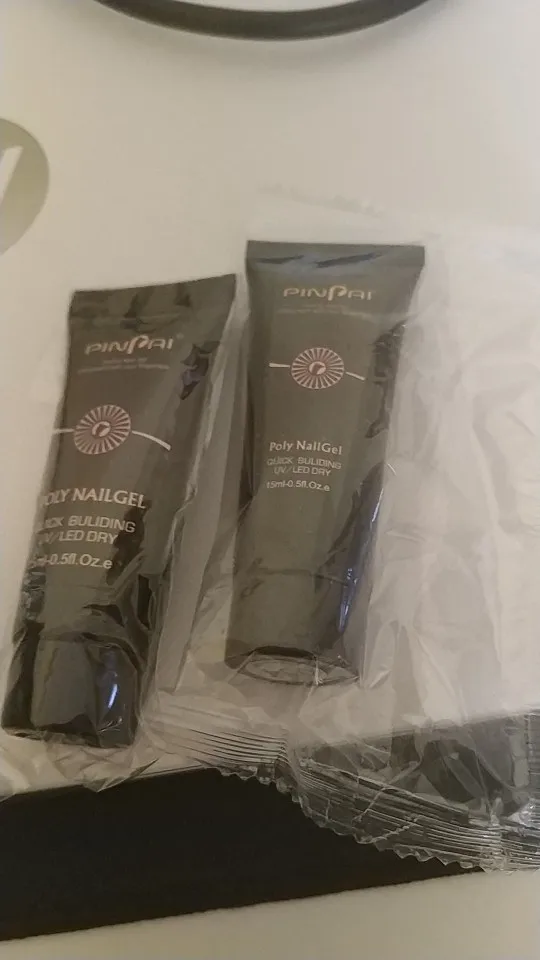 PINPAI
POLY NAILGEL
QUICK BULIDING
UV/LED DRY
-0.5fl.Oz.e
PINPAI
Poly NailGel
QUICK BULIDING
UV/LED DRY
15ml-0.5fl.Oz.e